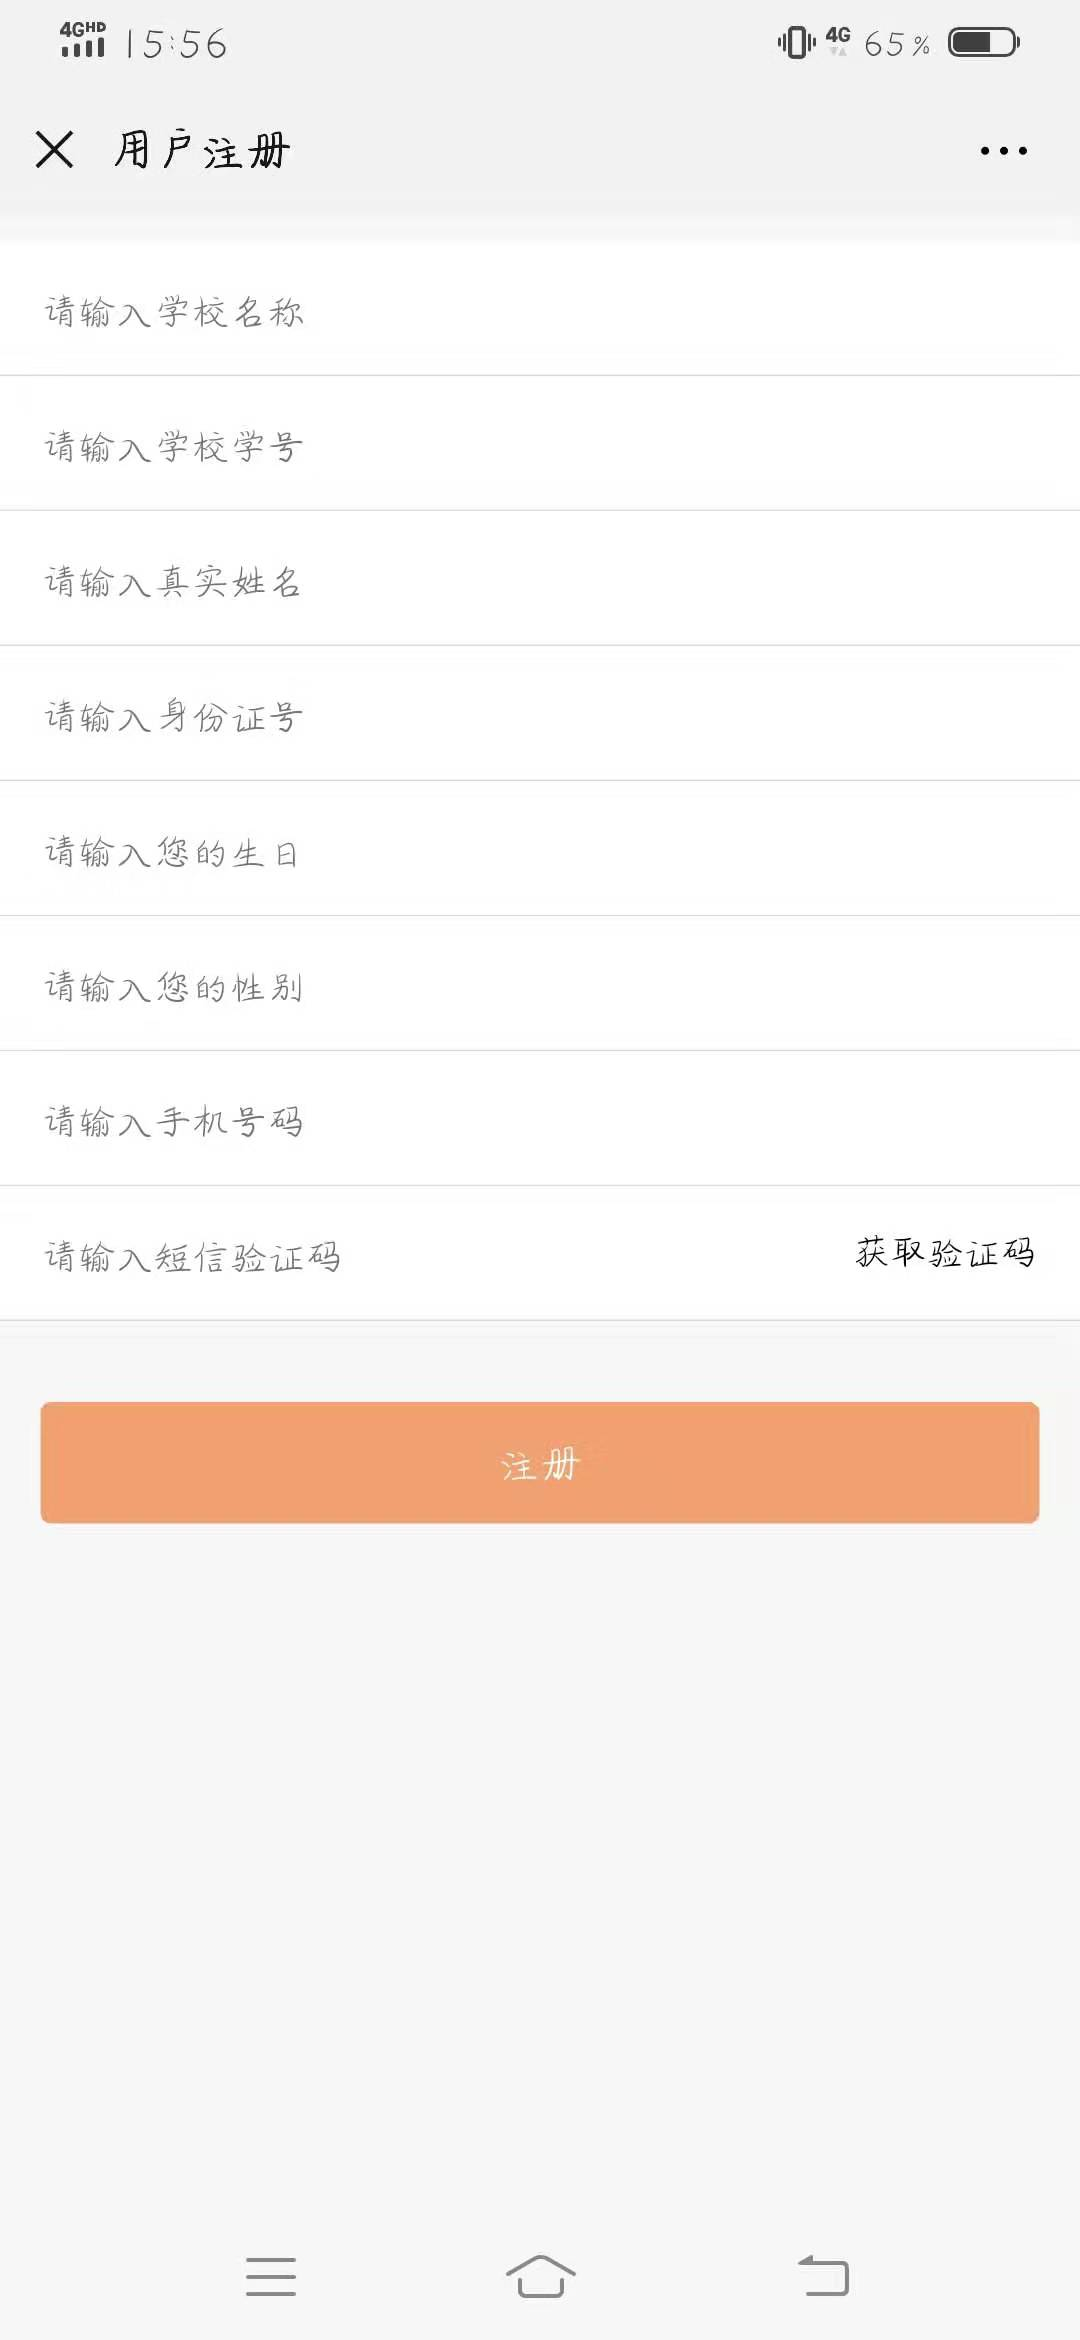 4GHD 15:56 4G 65%
用户注册
请输入学校名称
请输入学校学号
请输入真实姓名
请输入身份证号
请输入您的生日
请输入您的性别
请输入手机号码
请输入短信验证码 获取验证码
注册